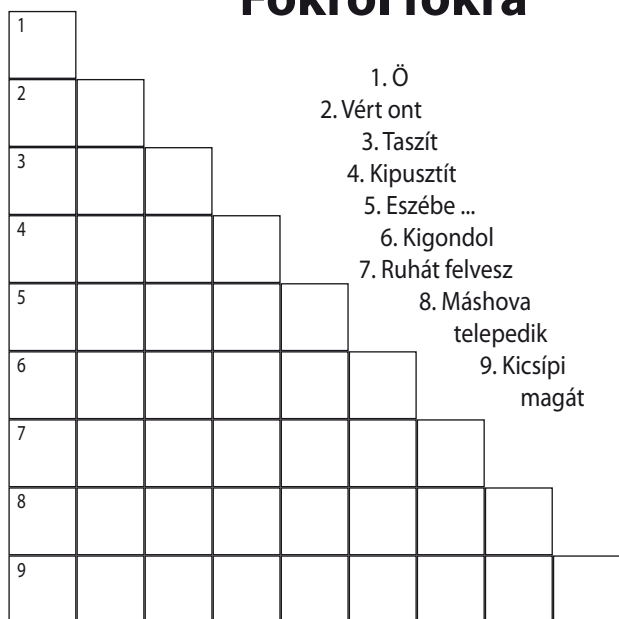 Fokról fokra
1. Ö
2. Vért ont
3. Taszít
4. Kipusztít
5. Eszébe ...
6. Kigondol
7. Ruhát felvesz
8. Máshova
telepedik
9. Kicsípi
magát
1
2
3
4
5
6
7
8
9